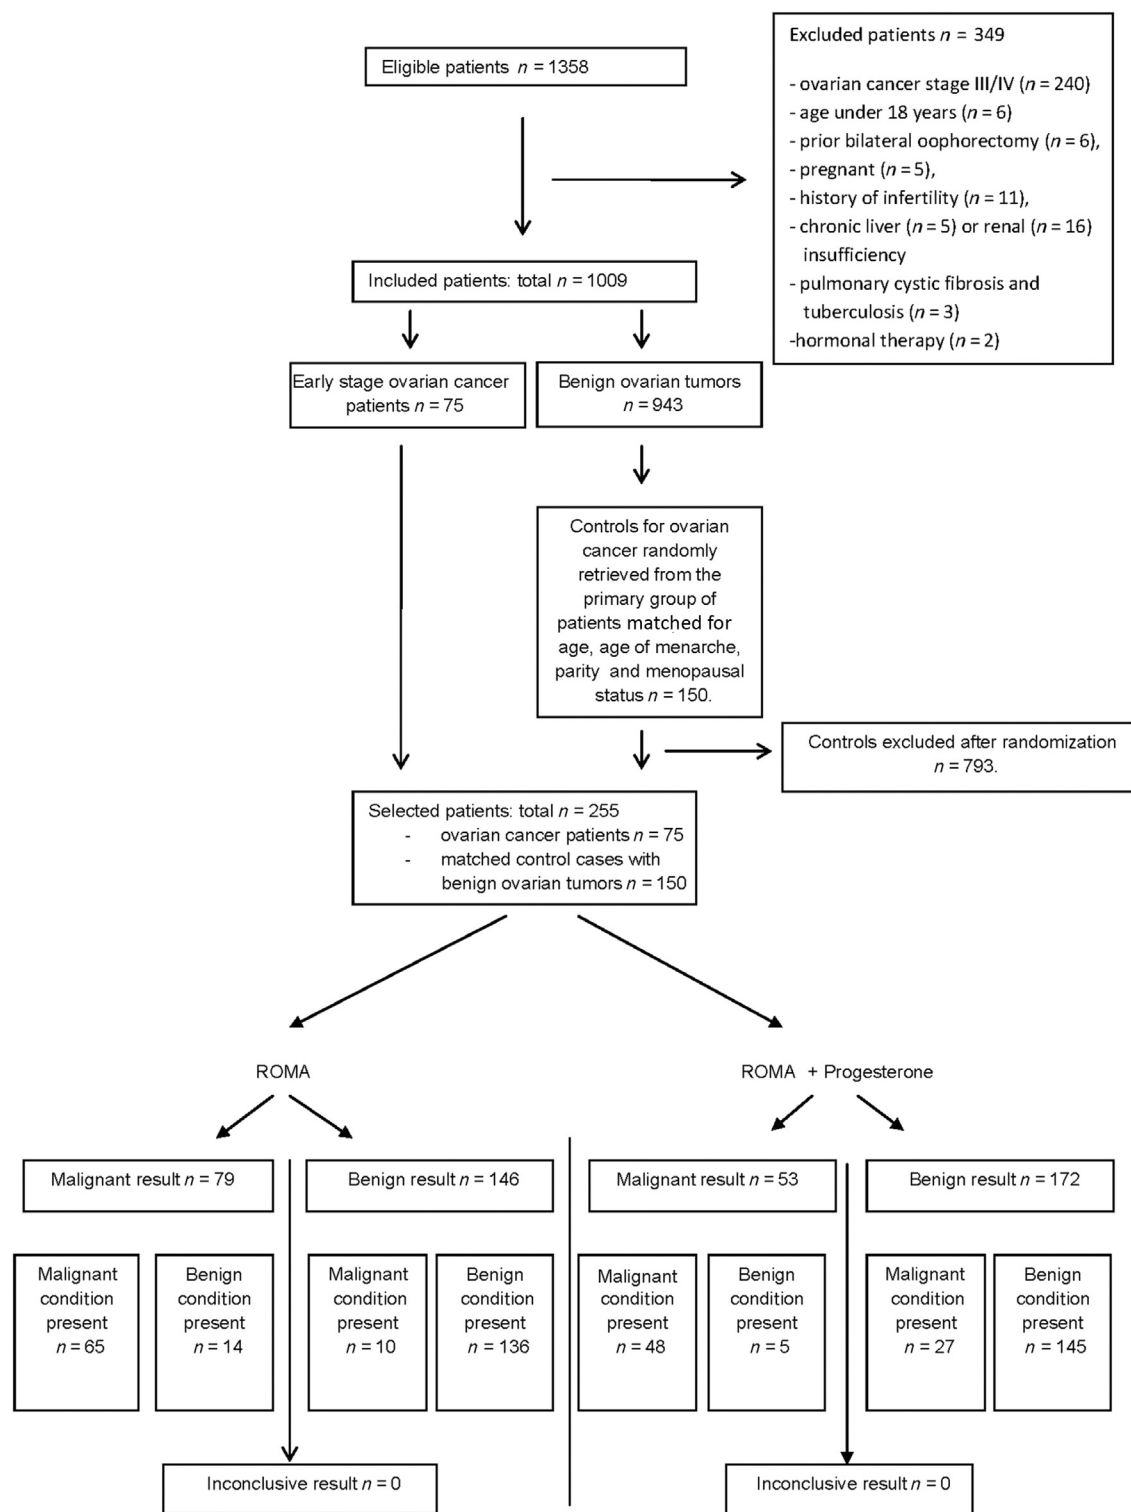 Eligible patients n = 1358
Excluded patients n = 349
- ovarian cancer stage III/IV (n = 240)
- age under 18 years (n = 6)
- prior bilateral oophorectomy (n = 6),
- pregnant (n = 5),
- history of infertility (n = 11),
- chronic liver (n = 5) or renal (n = 16)
insufficiency
- pulmonary cystic fibrosis and
tuberculosis (n = 3)
-hormonal therapy (n = 2)
Included patients: total n = 1009
Early stage ovarian cancer
patients n = 75
Benign ovarian tumors
n = 943
Controls for ovarian
cancer randomly
retrieved from the
primary group of
patients matched for
age, age of menarche,
parity and menopausal
status n = 150.
Controls excluded after randomization
n = 793.
Selected patients: total n = 255
- ovarian cancer patients n = 75
- matched control cases with
benign ovarian tumors n = 150
ROMA
ROMA + Progesterone
Malignant result n = 79
Benign result n = 146
Malignant result n = 53
Benign result n = 172
Malignant
condition
present
n = 65
Benign
condition
present
n = 14
Malignant
condition
present
n = 10
Benign
condition
present
n = 136
Malignant
condition
present
n = 48
Benign
condition
present
n = 5
Malignant
condition
present
n = 27
Benign
condition
present
n = 145
Inconclusive result n = 0
Inconclusive result n = 0